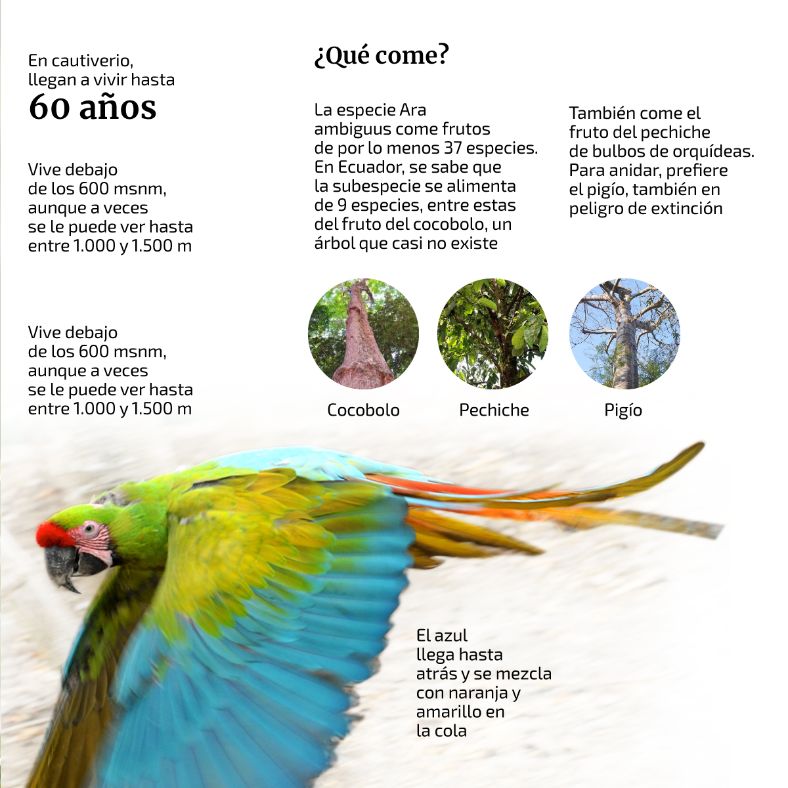 En cautiverio,
llegan a vivir hasta
60 años
Vive debajo
de los 600 msnm,
aunque a veces
se le puede ver hasta
entre 1.000 y 1.500 m
Vive debajo
de los 600 msnm,
aunque a veces
se le puede ver hasta
entre 1.000 y 1.500 m
¿Qué come?
La especie Ara
ambiguus come frutos
de por lo menos 37 especies.
En Ecuador, se sabe que
la subespecie se alimenta
de 9 especies, entre estas
del fruto del cocobolo, un
árbol que casi no existe
También come el
fruto del pechiche
de bulbos de orquídeas.
Para anidar, prefiere
el pigío, también en
peligro de extinción
Cocobolo
Pechiche
Pigío
El azul
llega hasta
atrás y se mezcla
con naranja y
amarillo en
la cola